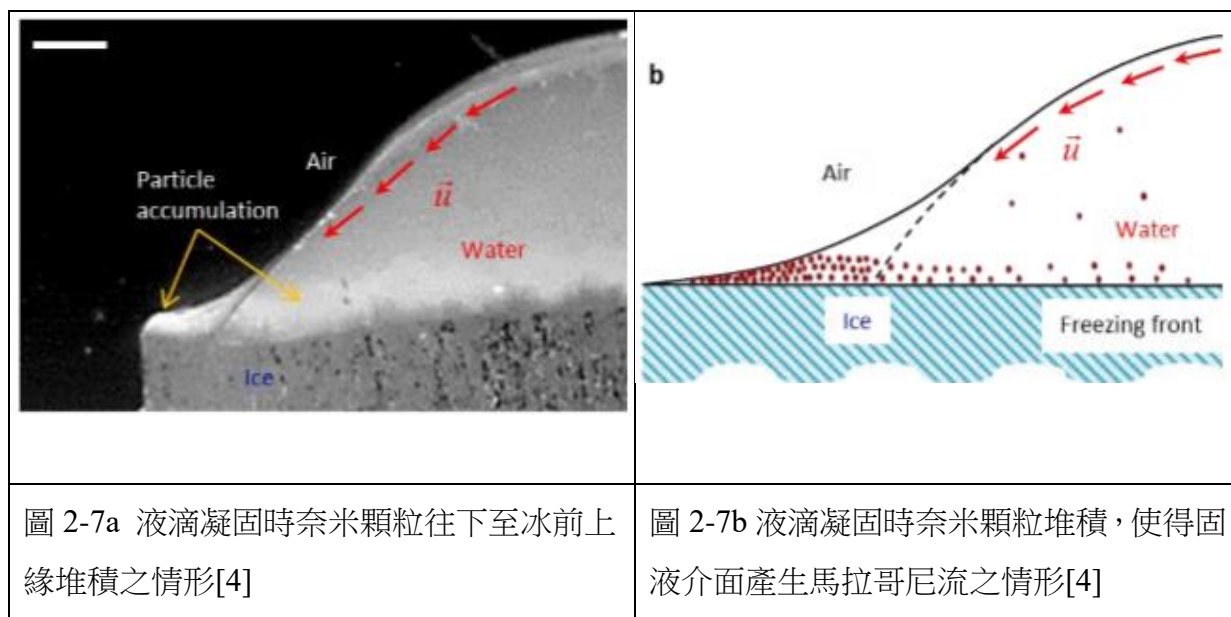 Air
Particle
accumulation
u
Water
Ice
b
Air
u
Water
Ice
Freezing front
圖 2-7a 液滴凝固時奈米顆粒往下至冰前上
緣堆積之情形[4]
圖 2-7b 液滴凝固時奈米顆粒堆積，使得固
液介面產生馬拉哥尼流之情形[4]